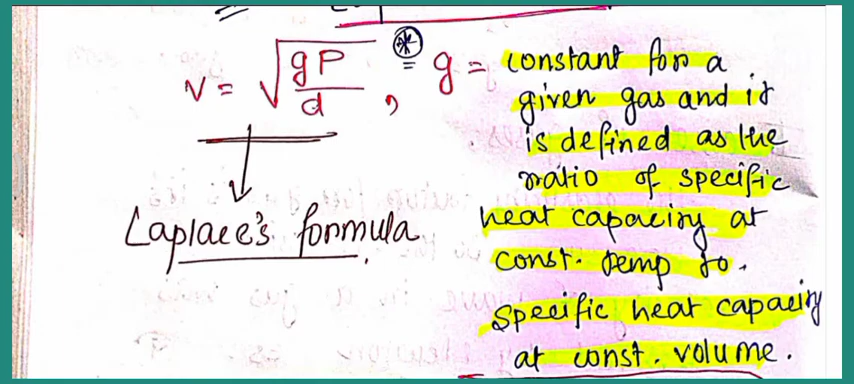 v = √(gP/d) , ⊛ g = constant for a
given gas and it
is defined as the
ratio of specific
heat capacity at
const. temp to.
specific heat capacity
at const. volume.
Laplace's formula.